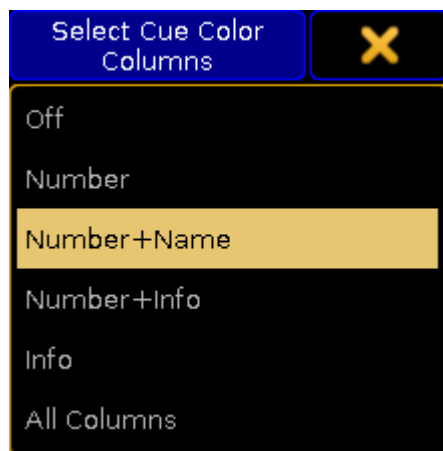 Select Cue Color
Columns
Off
Number
Number+Name
Number+Info
Info
All Columns